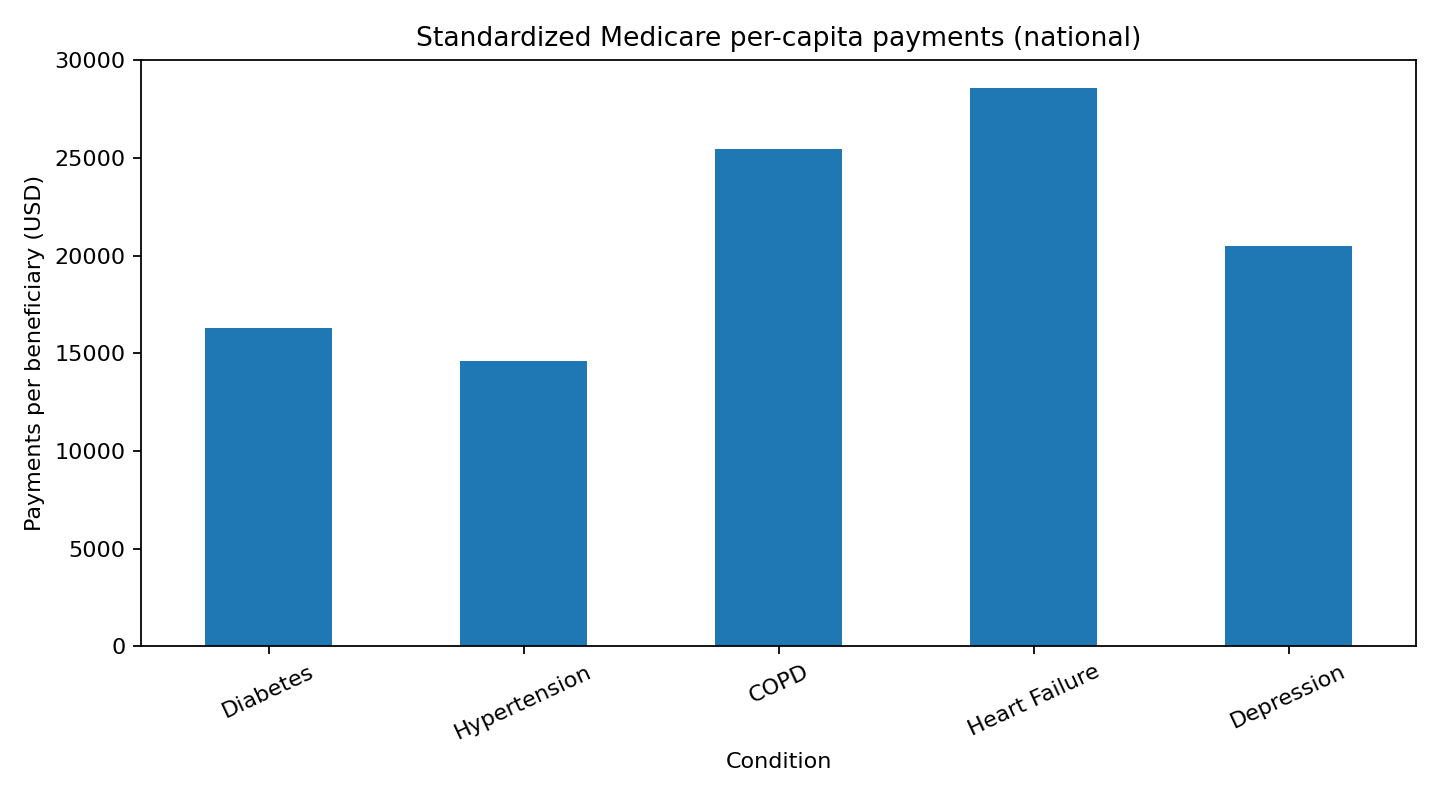 Standardized Medicare per-capita payments (national)
Payments per beneficiary (USD)
30000
25000
20000
15000
10000
5000
0
Diabetes
Hypertension
COPD
Heart Failure
Depression
Condition